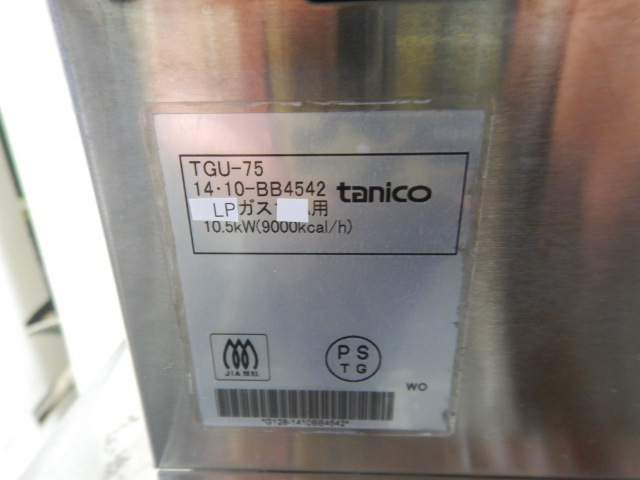 TGU-75
14·10-BB4542 tanico
LPガス 用
10.5kW(9000kcal/h)
JIA
PS
TG
WO
*G128-1410BB4542*